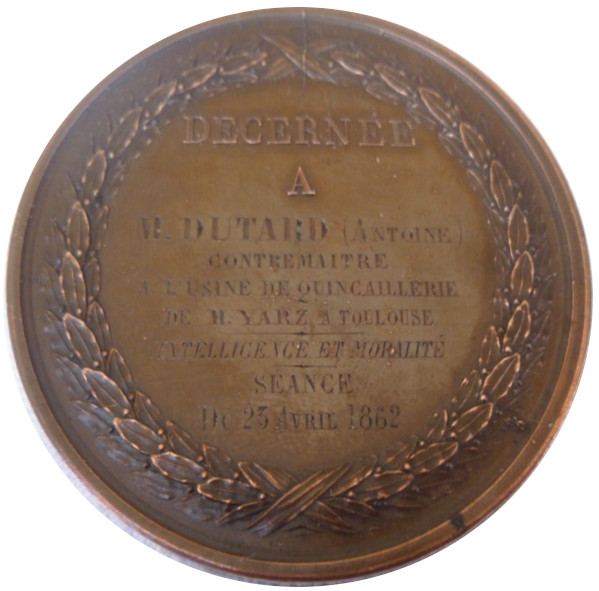 DECERNÉE
A
M. DUTARD (ANTOINE)
CONTREMAITRE
A L'USINE DE QUINCAILLERIE
DE M. YARZ, A TOULOUSE
INTELLIGENCE ET MORALITÉ
SÉANCE
DU 23 AVRIL 1862